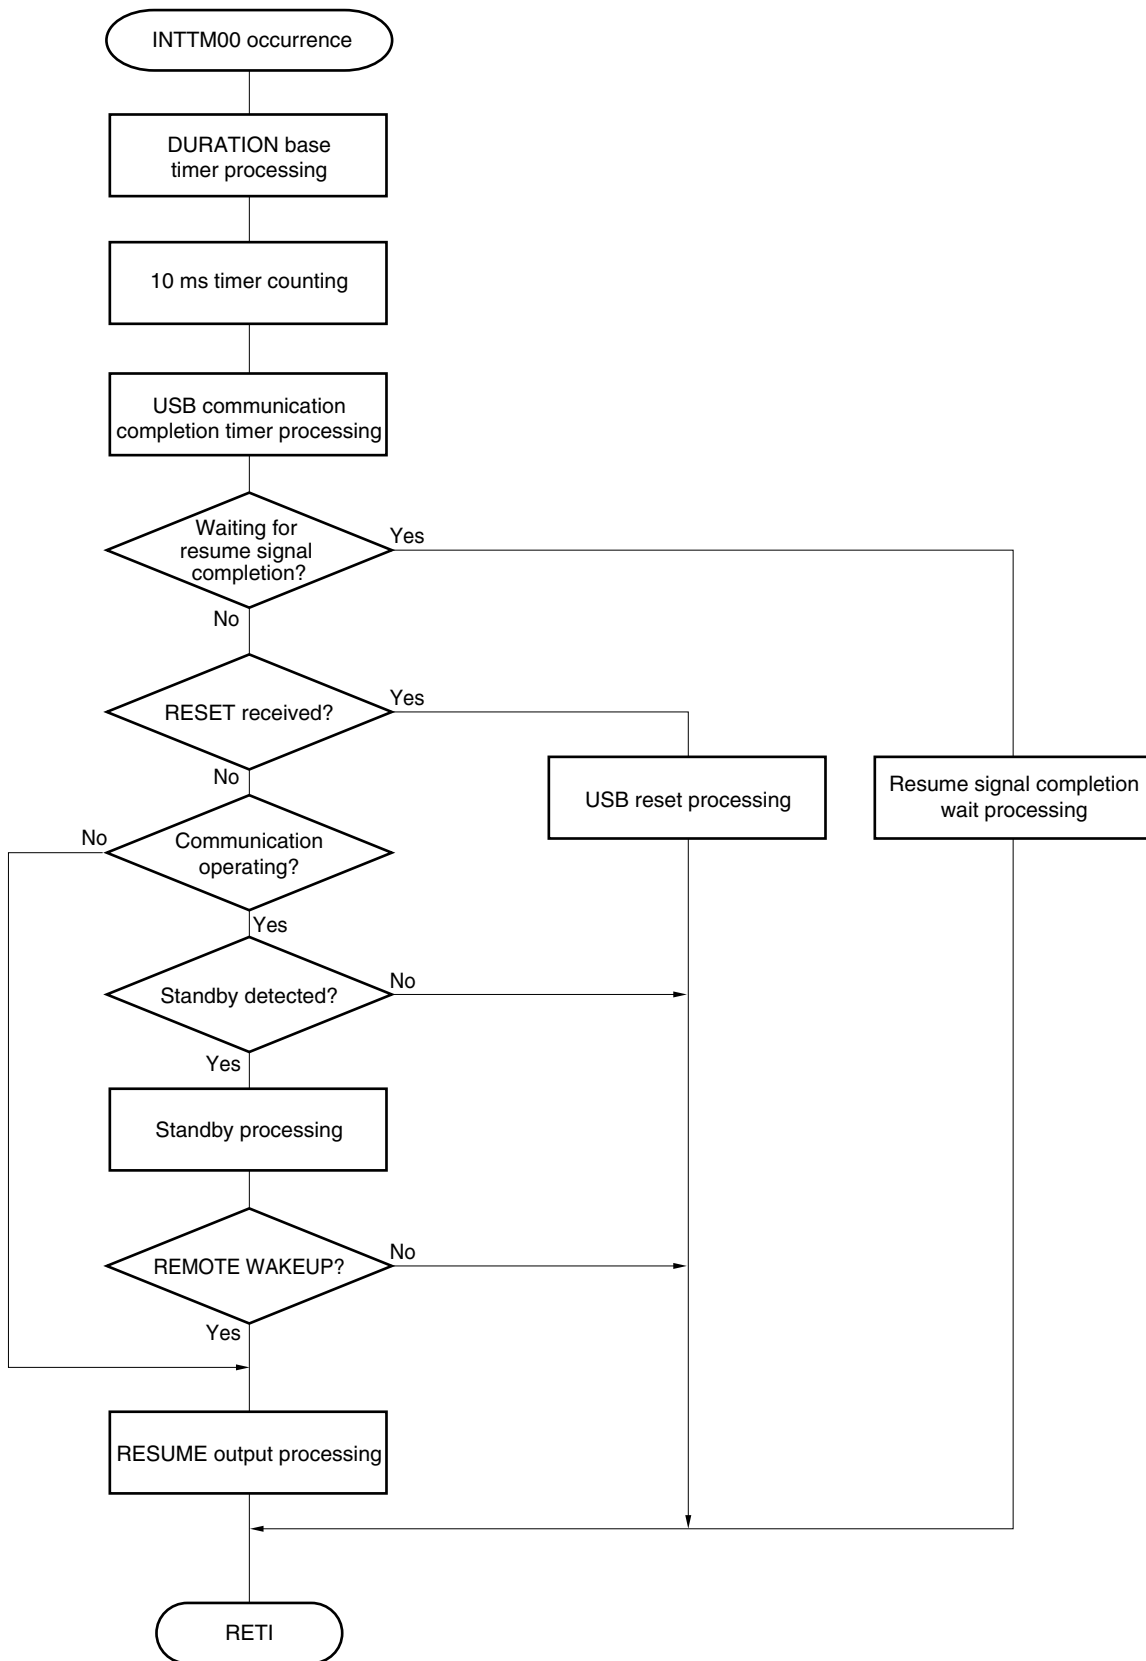 INTTM00 occurrence
DURATION base
timer processing
10 ms timer counting
USB communication
completion timer processing
Waiting for
resume signal
completion?
Yes
No
RESET received?
Yes
No
USB reset processing
Resume signal completion
wait processing
Communication
operating?
No
Yes
Standby detected?
No
Yes
Standby processing
REMOTE WAKEUP?
No
Yes
RESUME output processing
RETI